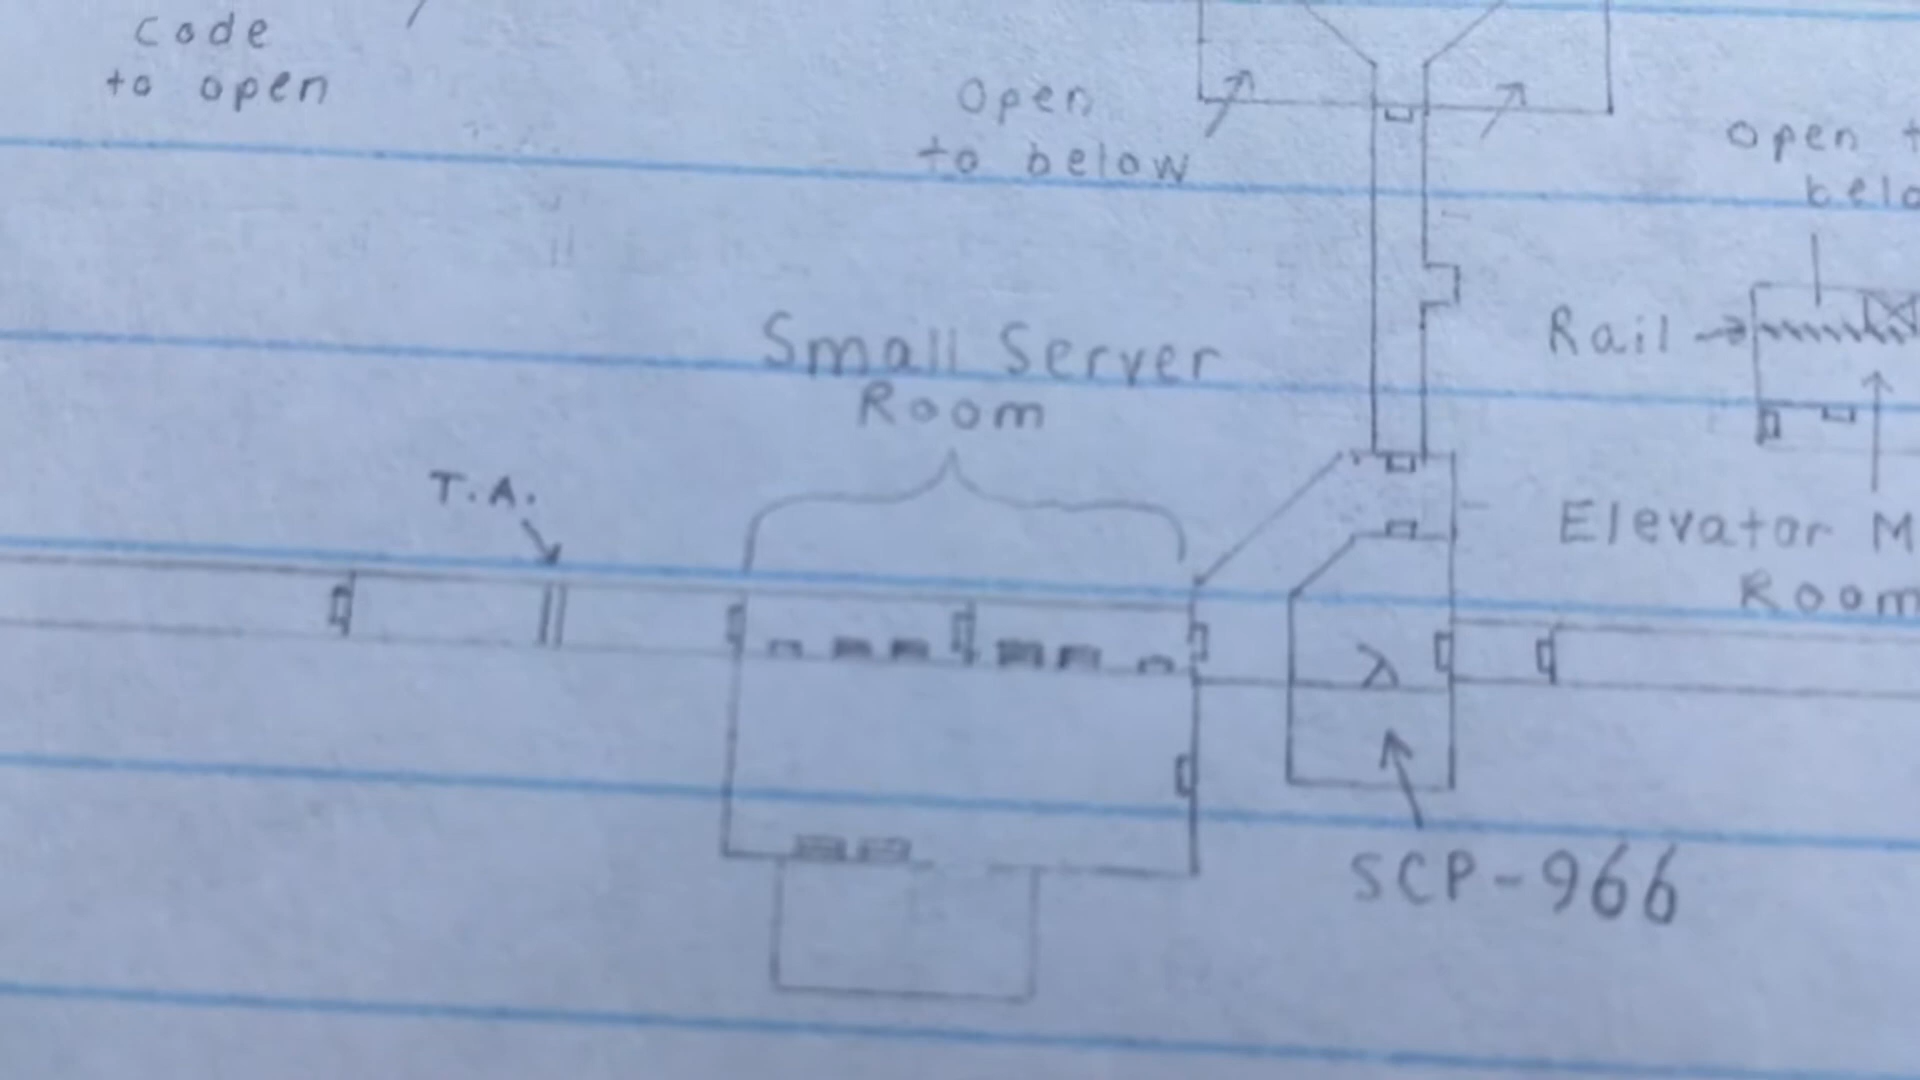 Code
to open
Open
to below
Open
Small Server
Room
Rail
T.A.
Elevator M
Room
SCP-966